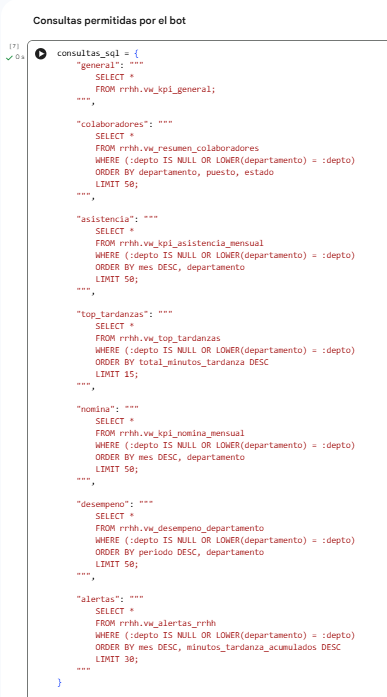 Consultas permitidas por el bot
[7]
0 s
consultas_sql = {
    "general": """
        SELECT *
        FROM rrhh.vw_kpi_general;
    """,

    "colaboradores": """
        SELECT *
        FROM rrhh.vw_resumen_colaboradores
        WHERE (:depto IS NULL OR LOWER(departamento) = :depto)
        ORDER BY departamento, puesto, estado
        LIMIT 50;
    """,

    "asistencia": """
        SELECT *
        FROM rrhh.vw_kpi_asistencia_mensual
        WHERE (:depto IS NULL OR LOWER(departamento) = :depto)
        ORDER BY mes DESC, departamento
        LIMIT 50;
    """,

    "top_tardanzas": """
        SELECT *
        FROM rrhh.vw_top_tardanzas
        WHERE (:depto IS NULL OR LOWER(departamento) = :depto)
        ORDER BY total_minutos_tardanza DESC
        LIMIT 15;
    """,

    "nomina": """
        SELECT *
        FROM rrhh.vw_kpi_nomina_mensual
        WHERE (:depto IS NULL OR LOWER(departamento) = :depto)
        ORDER BY mes DESC, departamento
        LIMIT 50;
    """,

    "desempeno": """
        SELECT *
        FROM rrhh.vw_desempeno_departamento
        WHERE (:depto IS NULL OR LOWER(departamento) = :depto)
        ORDER BY periodo DESC, departamento
        LIMIT 50;
    """,

    "alertas": """
        SELECT *
        FROM rrhh.vw_alertas_rrhh
        WHERE (:depto IS NULL OR LOWER(departamento) = :depto)
        ORDER BY mes DESC, minutos_tardanza_acumulados DESC
        LIMIT 30;
    """
}